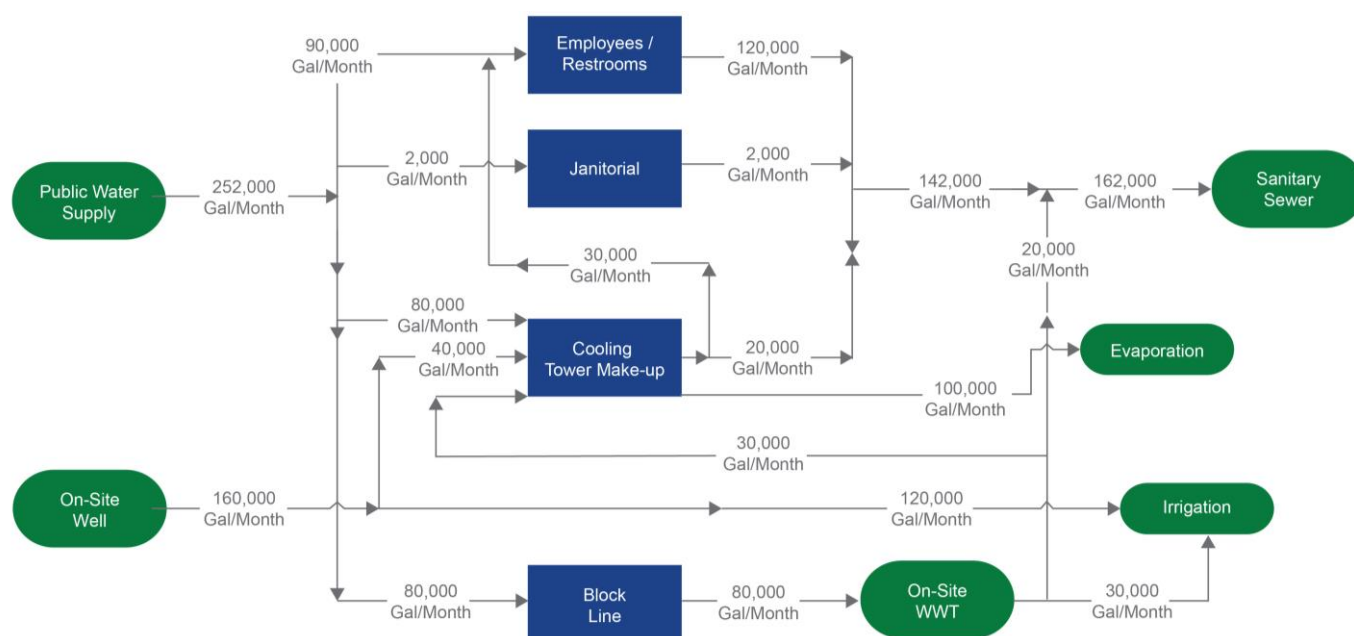 90,000
Gal/Month
Employees /
Restrooms
120,000
Gal/Month
2,000
Gal/Month
Janitorial
2,000
Gal/Month
Public Water
Supply
252,000
Gal/Month
142,000
Gal/Month
162,000
Gal/Month
Sanitary
Sewer
30,000
Gal/Month
20,000
Gal/Month
80,000
Gal/Month
40,000
Gal/Month
Cooling
Tower Make-up
20,000
Gal/Month
Evaporation
100,000
Gal/Month
30,000
Gal/Month
On-Site
Well
160,000
Gal/Month
120,000
Gal/Month
Irrigation
80,000
Gal/Month
Block
Line
80,000
Gal/Month
On-Site
WWT
30,000
Gal/Month